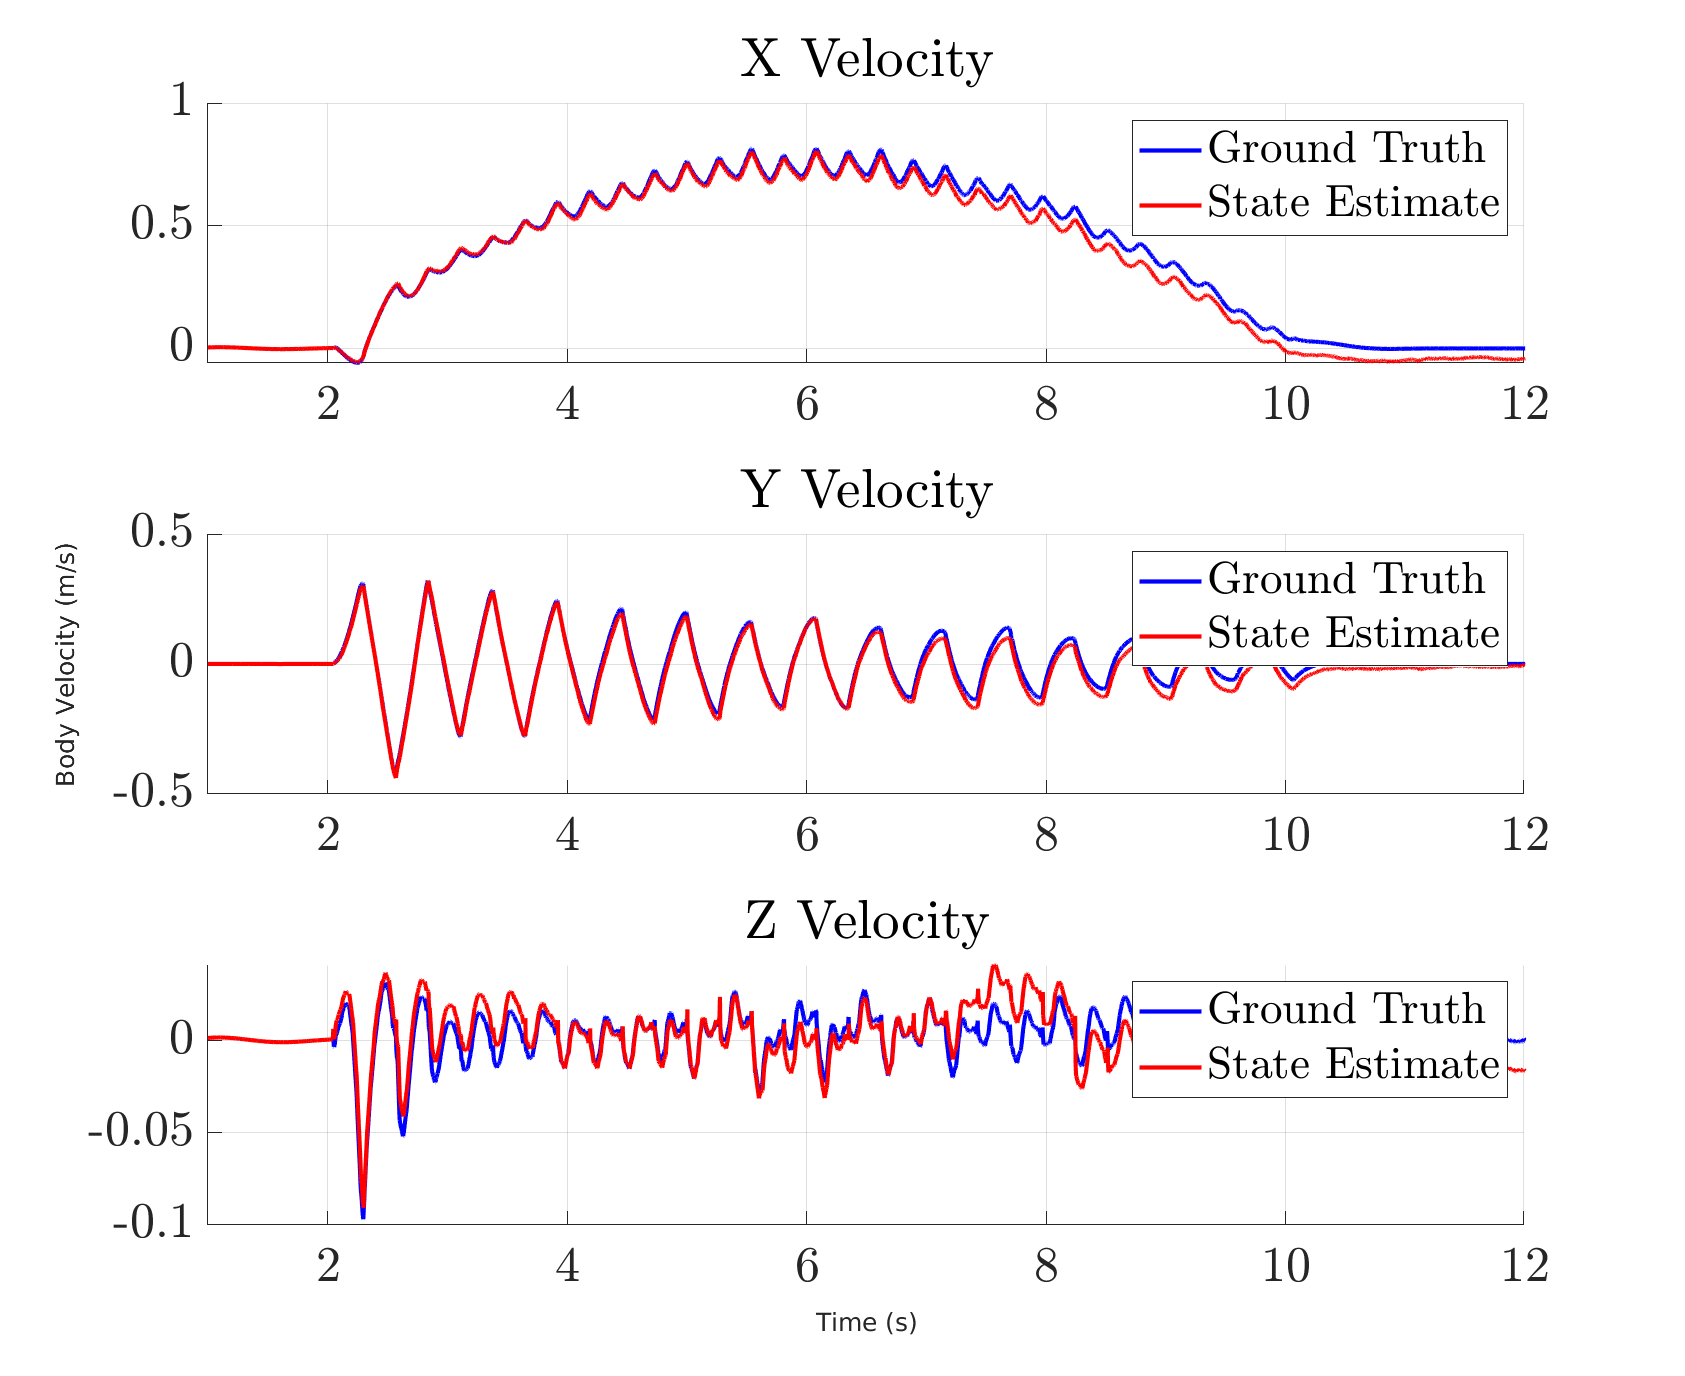 X Velocity
1
0.5
0
Ground Truth
State Estimate
2 4 6 8 10 12
Y Velocity
0.5
0
-0.5
Ground Truth
State Estimate
Body Velocity (m/s)
2 4 6 8 10 12
Z Velocity
0
-0.05
-0.1
Ground Truth
State Estimate
2 4 6 8 10 12
Time (s)